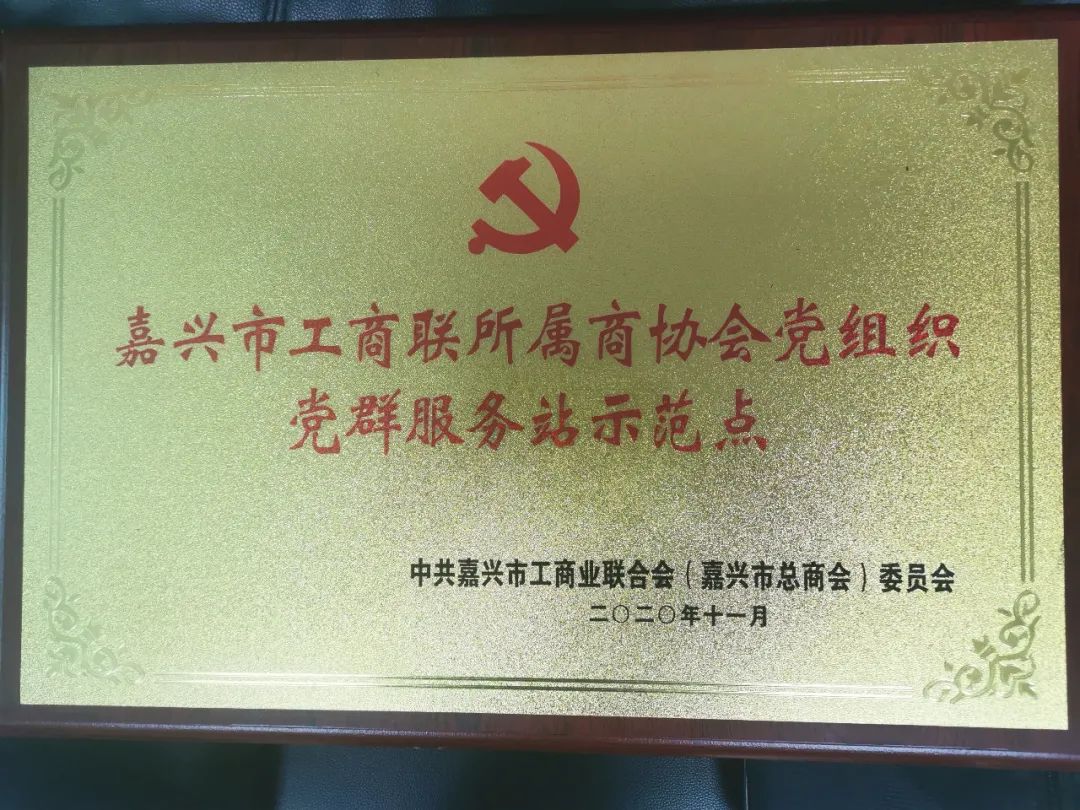 嘉兴市工商联所属商协会党组织
党群服务站示范点
中共嘉兴市工商业联合会（嘉兴市总商会）委员会
二〇二〇年十一月